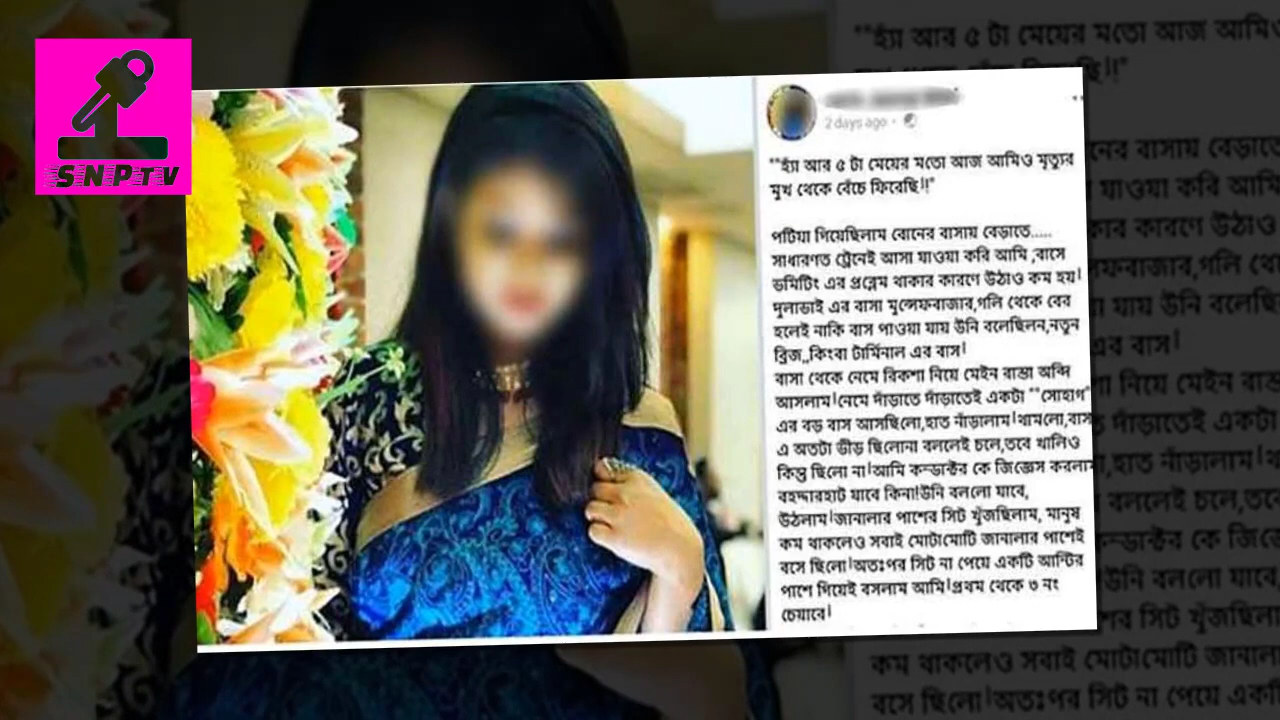 SNPTV
2 days ago
""হ্যাঁ আর ৫ টা মেয়ের মতো আজ আমিও মৃত্যুর
মুখ থেকে বেঁচে ফিরেছি!!"
পটিয়া গিয়েছিলাম বোনের বাসায় বেড়াতে.....
সাধারণত ট্রেনেই আসা যাওয়া করি আমি ,বাসে
ভমিটিং এর প্রব্লেম থাকার কারণে উঠাও কম হয়।
দুলাভাই এর বাসা মুন্সেফবাজার,গলি থেকে বের
হলেই নাকি বাস পাওয়া যায় উনি বলেছিলন,নতুন
ব্রিজ,,কিংবা টার্মিনাল এর বাস।
বাসা থেকে নেমে রিকশা নিয়ে মেইন রাস্তা অব্দি
আসলাম।নেমে দাঁড়াতে দাঁড়াতেই একটা ""সোহাগ"
এর বড় বাস আসছিলো,হাত নাঁড়ালাম।থামলো,বাস
এ অতটা ভীড় ছিলোনা বললেই চলে,তবে খালিও
কিন্তু ছিলো না।আমি কন্ডাক্টর কে জিজ্ঞেস করলাম
বহদ্দারহাট যাবে কিনা!উনি বললো যাবে,
উঠলাম।জানালার পাশের সিট খুঁজছিলাম, মানুষ
কম থাকলেও সবাই মোটামোটি জানালার পাশেই
বসে ছিলো।অতঃপর সিট না পেয়ে একটি আন্টির
পাশে গিয়েই বসলাম আমি।প্রথম থেকে ৩ নং
চেয়ারে।